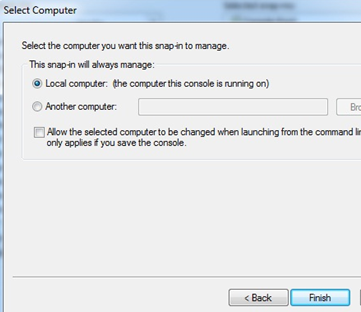 Select Computer
Select the computer you want this snap-in to manage.
This snap-in will always manage:
Local computer: (the computer this console is running on)
Another computer:
Bro
Allow the selected computer to be changed when launching from the command lin
only applies if you save the console.
< Back
Finish